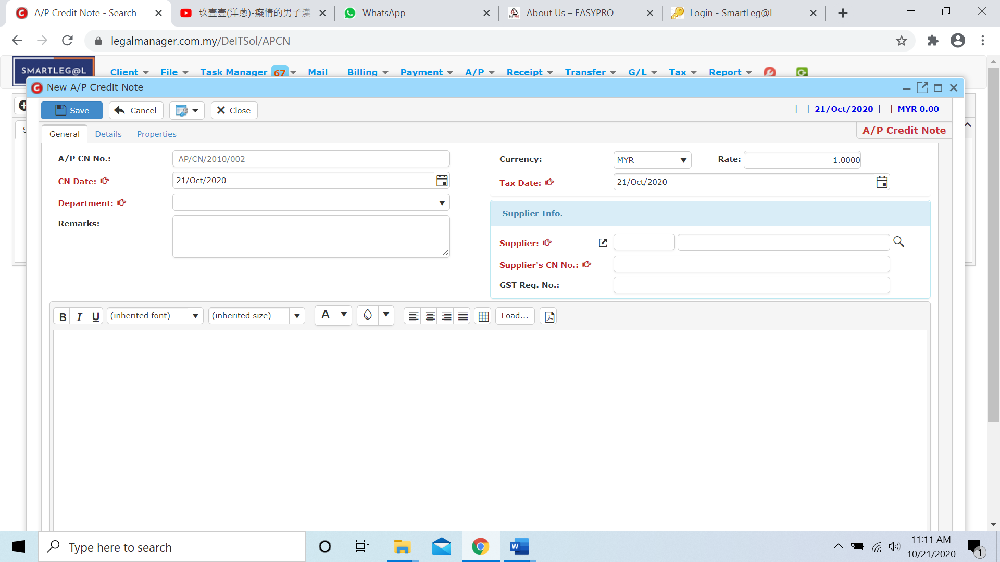 A/P Credit Note - Search
玖壹壹(洋蔥)-癡情的男子漢
WhatsApp
About Us – EASYPRO
Login - SmartLeg@l
legalmanager.com.my/DeITSol/APCN
SMARTLEG@L
Client
File
Task Manager 67
Mail
Billing
Payment
A/P
Receipt
Transfer
G/L
Tax
Report
New A/P Credit Note
Save
Cancel
Close
| | 21/Oct/2020 | | MYR 0.00
General
Details
Properties
A/P Credit Note
A/P CN No.: AP/CN/2010/002
CN Date: 21/Oct/2020
Department:
Remarks:
Currency: MYR
Rate: 1.0000
Tax Date: 21/Oct/2020
Supplier Info.
Supplier:
Supplier's CN No.:
GST Reg. No.:
B I U (inherited font) (inherited size) A Load...
Type here to search
11:11 AM
10/21/2020
1